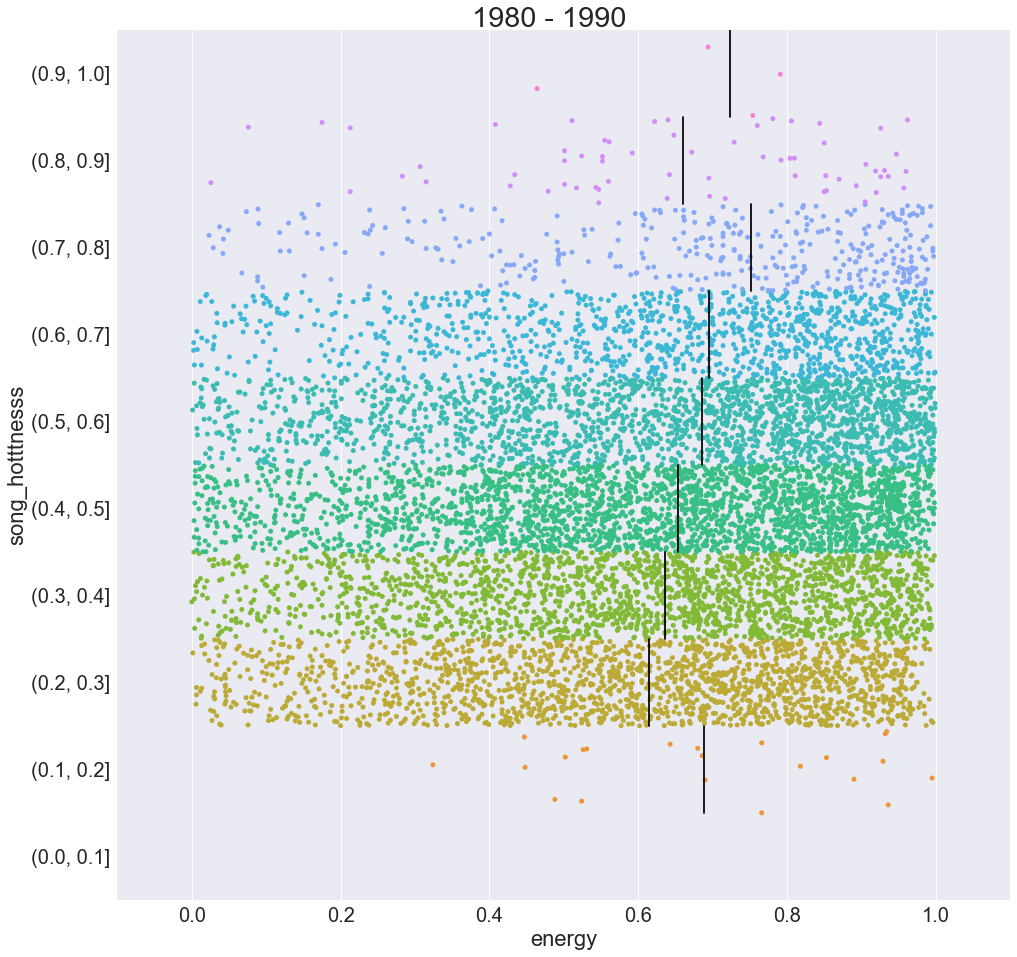 1980 - 1990
song_hotttnesss
(0.9, 1.0]
(0.8, 0.9]
(0.7, 0.8]
(0.6, 0.7]
(0.5, 0.6]
(0.4, 0.5]
(0.3, 0.4]
(0.2, 0.3]
(0.1, 0.2]
(0.0, 0.1]
0.0 0.2 0.4 0.6 0.8 1.0
energy